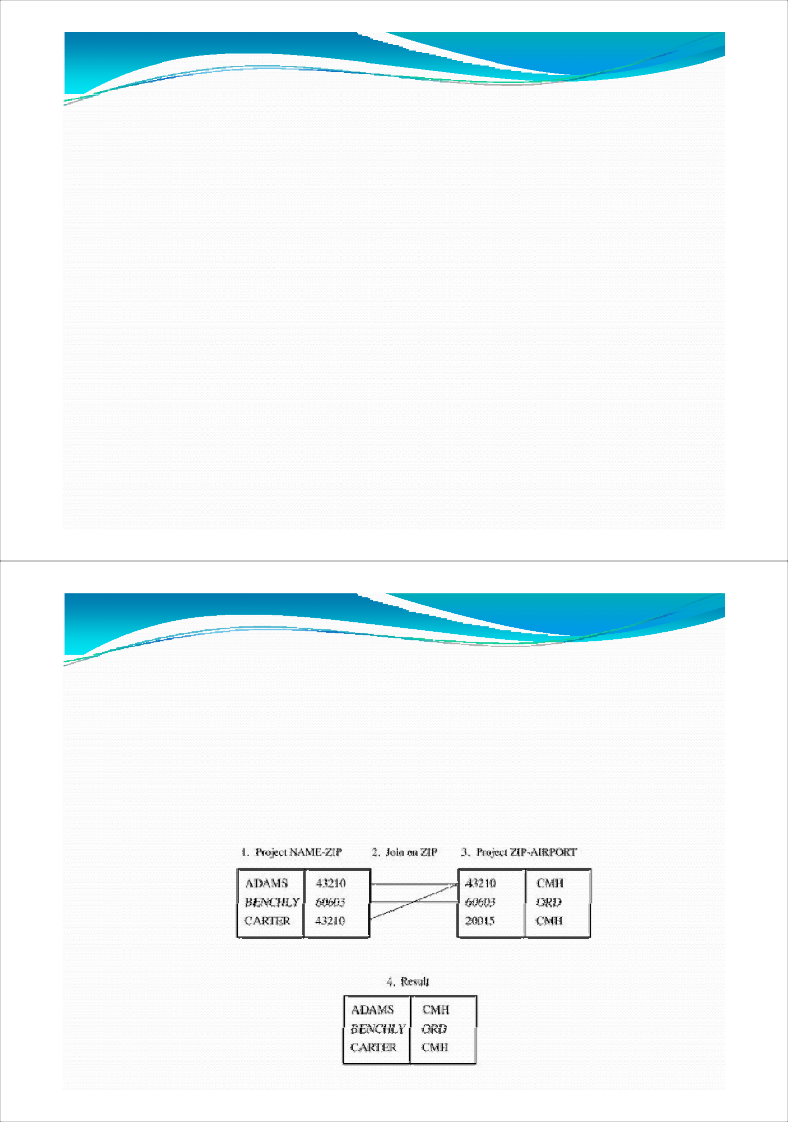 1. Project NAME-ZIP 2. Join on ZIP 3. Project ZIP-AIRPORT
ADAMS 43210 43210 CMH
BENCHLY 60603 60603 ORD
CARTER 43210 20015 CMH
4. Result
ADAMS CMH
BENCHLY ORD
CARTER CMH